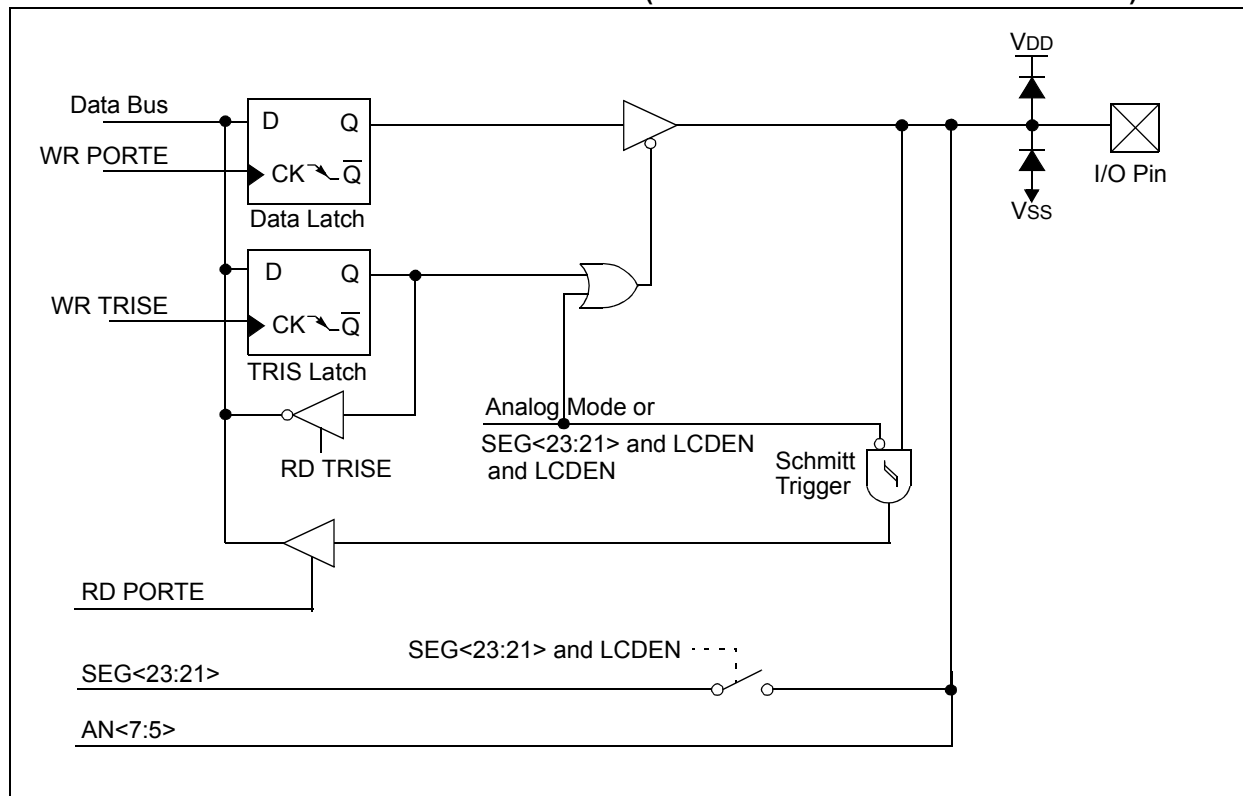 VDD
Data Bus
D Q
WR PORTE
CK Q
I/O Pin
Data Latch
VSS
D Q
WR TRISE
CK Q
TRIS Latch
Analog Mode or
SEG<23:21> and LCDEN
and LCDEN
RD TRISE
Schmitt
Trigger
RD PORTE
SEG<23:21> and LCDEN
SEG<23:21>
AN<7:5>